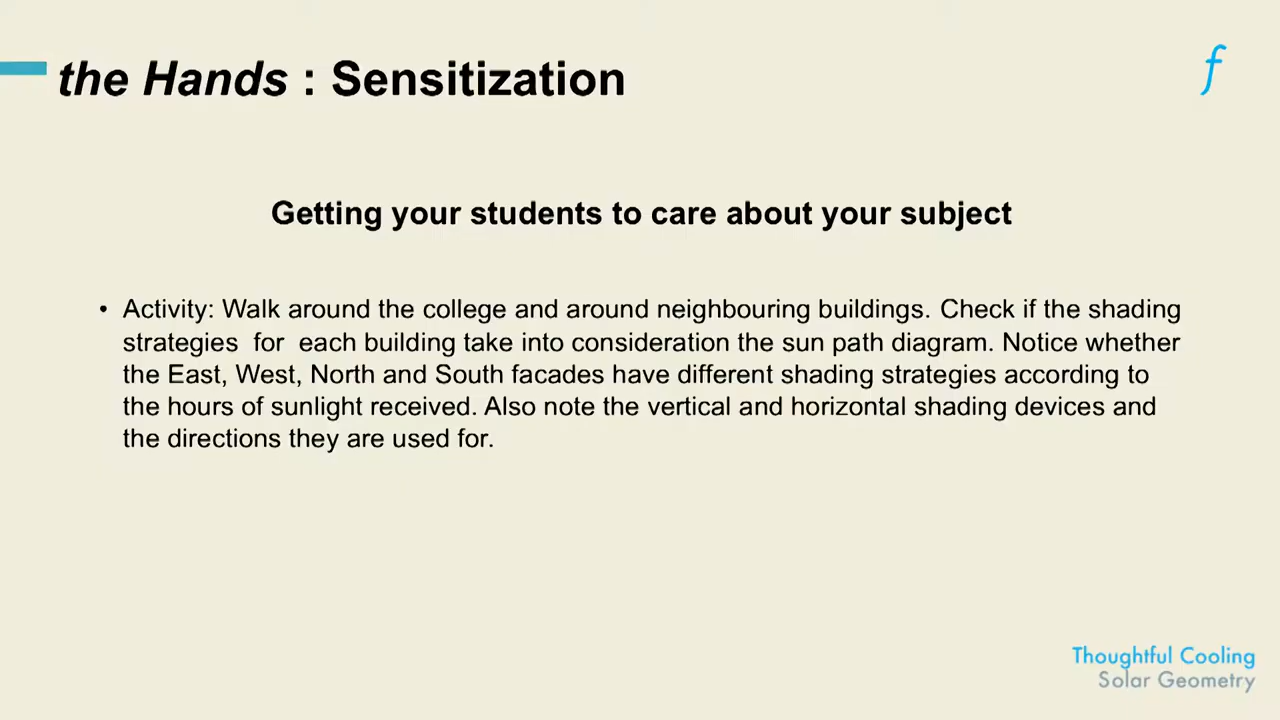 the Hands : Sensitization
f
Getting your students to care about your subject
• Activity: Walk around the college and around neighbouring buildings. Check if the shading
strategies for each building take into consideration the sun path diagram. Notice whether
the East, West, North and South facades have different shading strategies according to
the hours of sunlight received. Also note the vertical and horizontal shading devices and
the directions they are used for.
Thoughtful Cooling
Solar Geometry